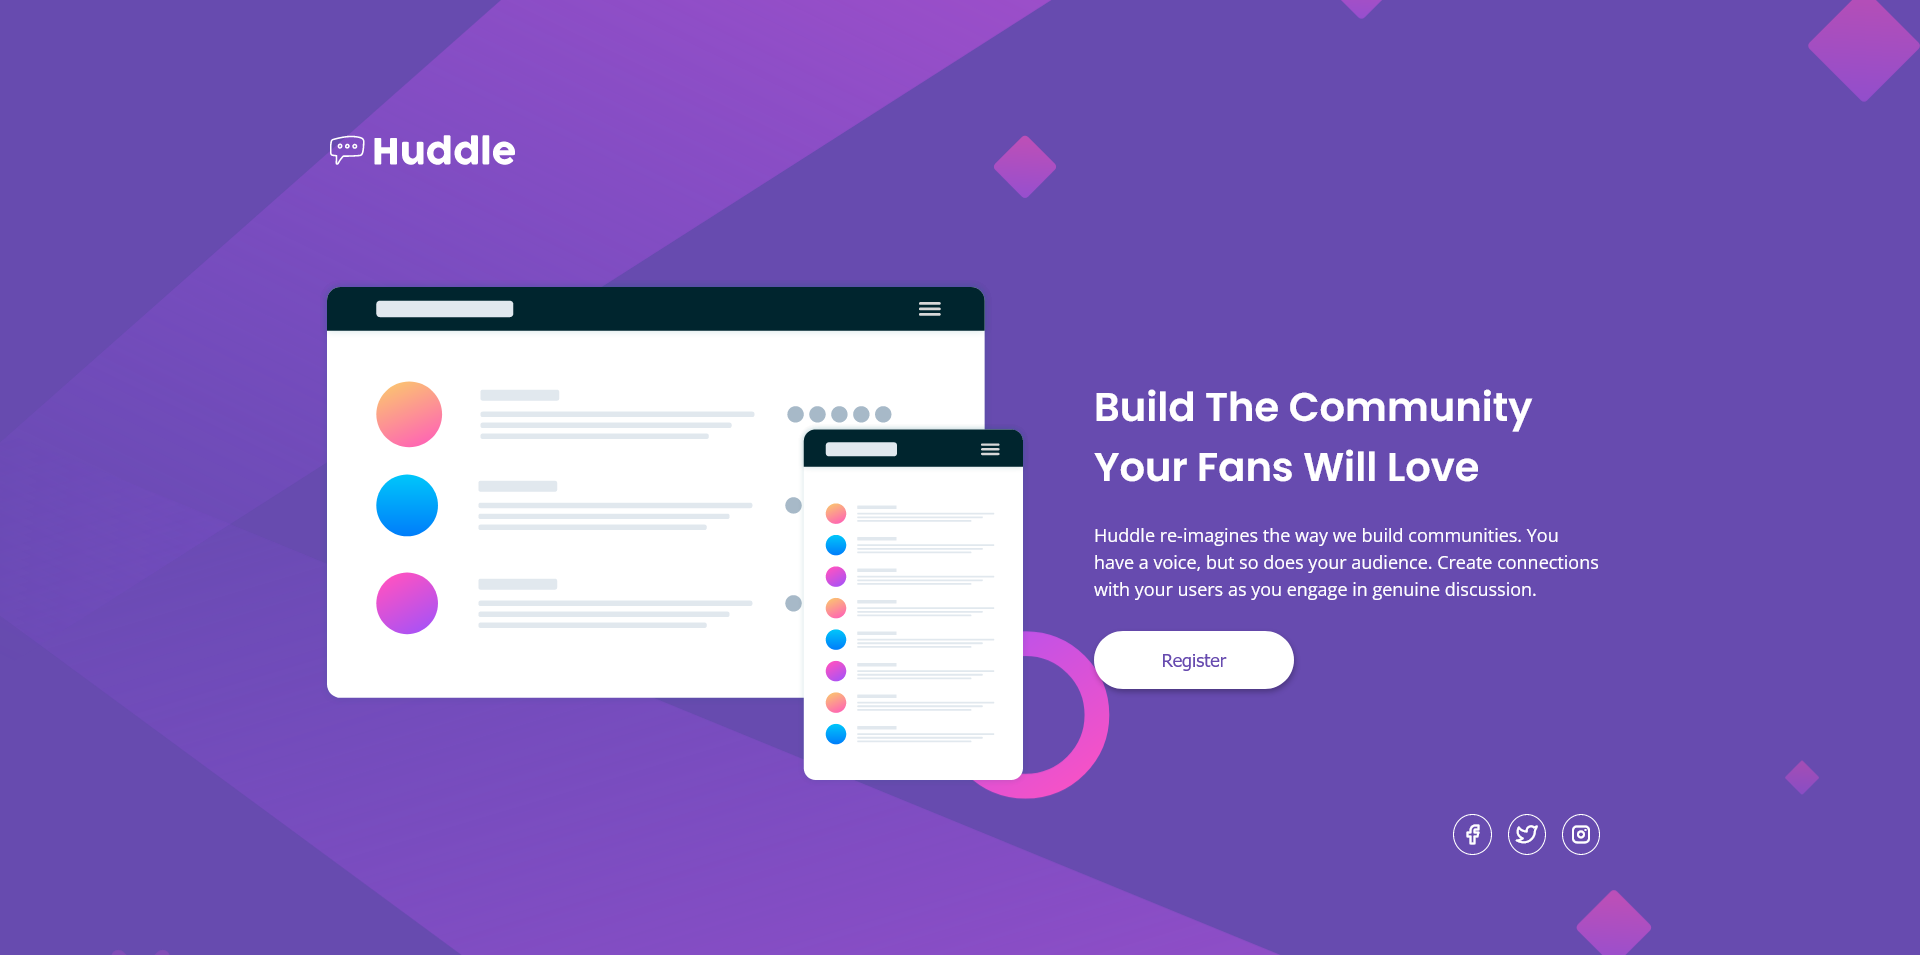 Huddle
Build The Community
Your Fans Will Love
Huddle re-imagines the way we build communities. You
have a voice, but so does your audience. Create connections
with your users as you engage in genuine discussion.
Register